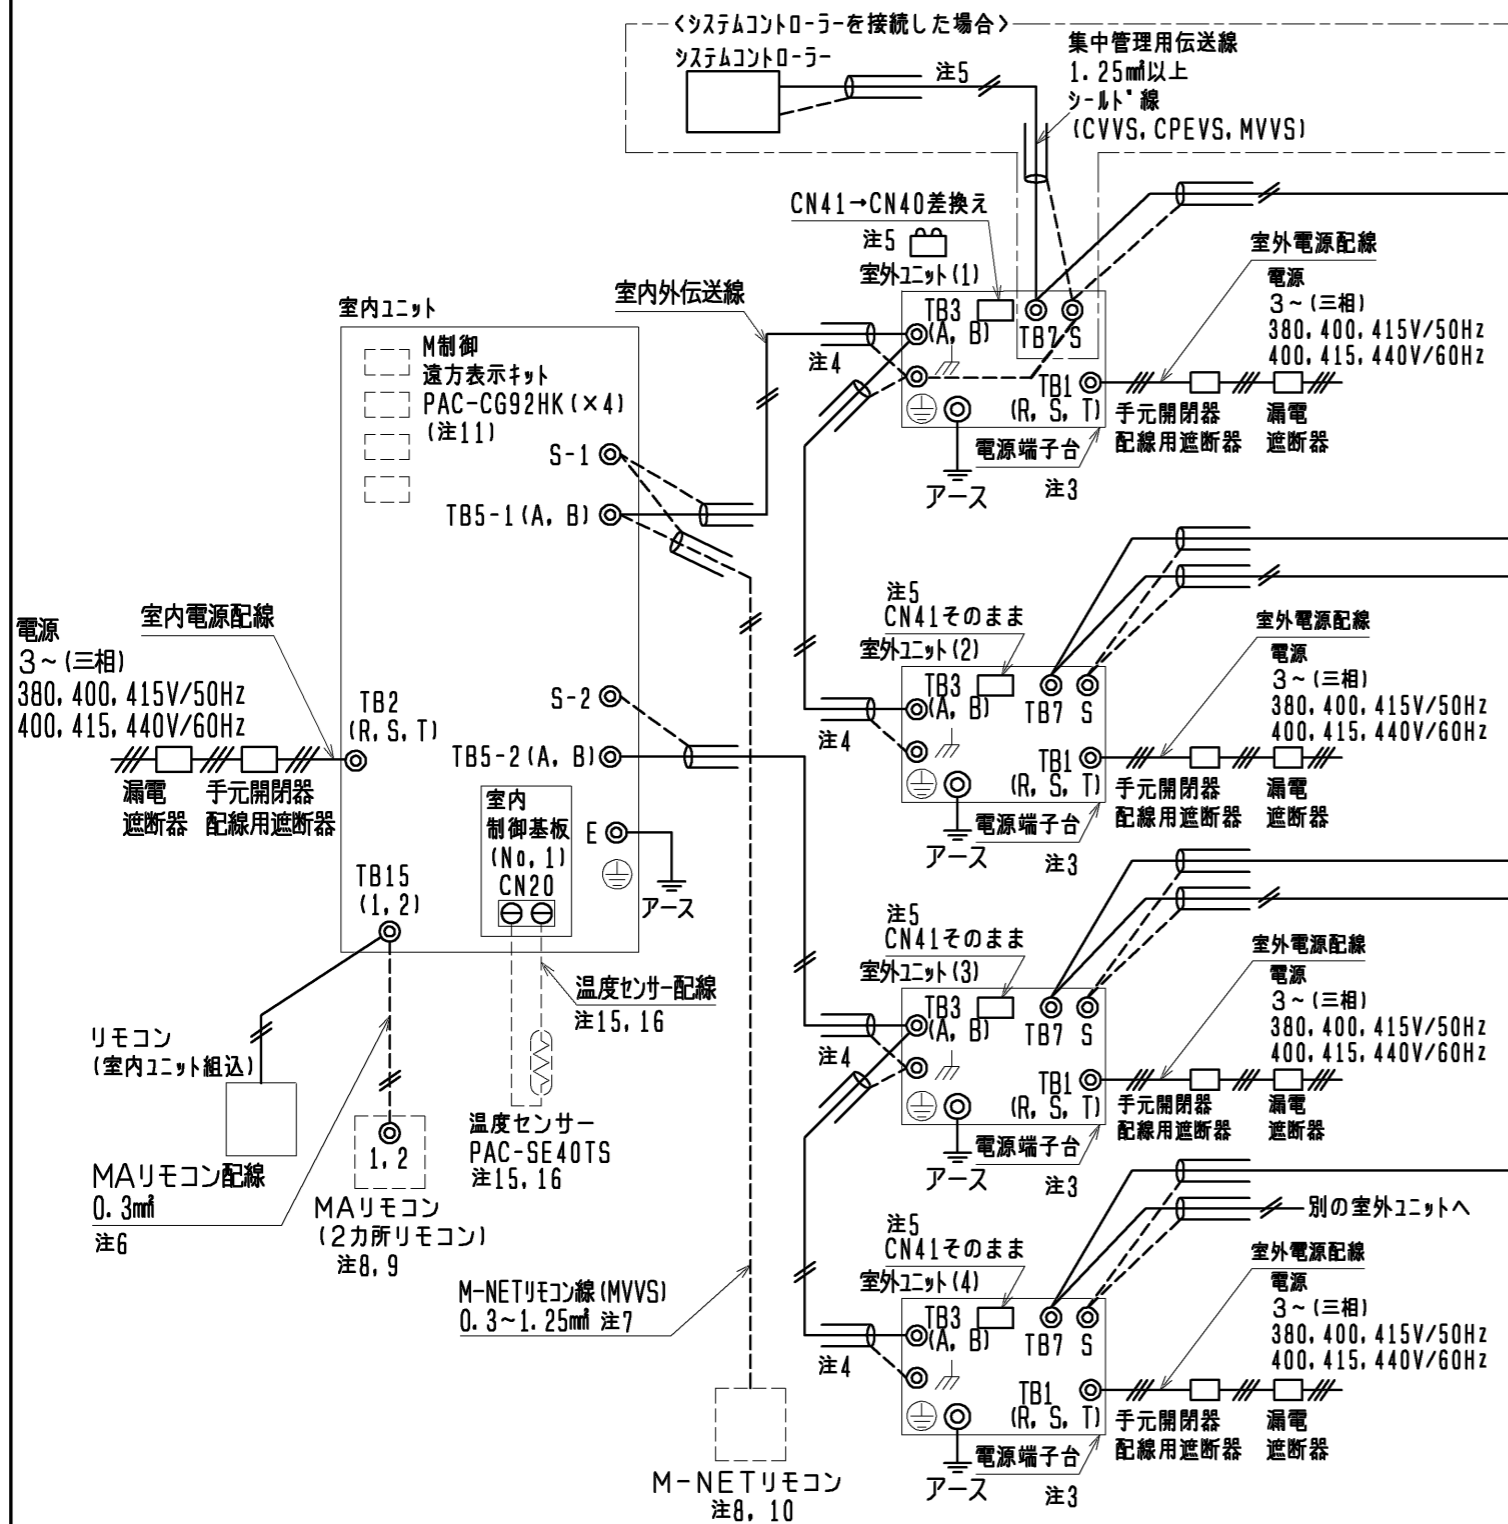 〈システムコントローラーを接続した場合〉
システムコントローラー
注5
集中管理用伝送線
1.25㎟以上
シールド線
(CVVS,CPEVS,MVVS)
CN41→CN40差換え
注5
室外ユニット(1)
TB3
(A, B)
TB7 S
TB1
(R, S, T)
電源端子台
注3
アース
注4
室外電源配線
電源
3~(三相)
380,400,415V/50Hz
400,415,440V/60Hz
手元開閉器
配線用遮断器
漏電
遮断器
室内外伝送線
室内ユニット
M制御
遠方表示キット
PAC-CG92HK(×4)
(注11)
S-1
TB5-1(A, B)
S-2
TB5-2(A, B)
室内電源配線
電源
3~(三相)
380,400,415V/50Hz
400,415,440V/60Hz
TB2
(R,S,T)
漏電
遮断器
手元開閉器
配線用遮断器
室内
制御基板
(No,1)
CN20
E
アース
TB15
(1,2)
温度センサー配線
注15,16
リモコン
(室内ユニット組込)
温度センサー
PAC-SE40TS
注15,16
1,2
MAリモコン配線
0.3㎟
注6
MAリモコン
(2カ所リモコン)
注8,9
M-NETリモコン線(MVVS)
0.3~1.25㎟ 注7
M-NETリモコン
注8, 10
注5
CN41そのまま
室外ユニット(2)
TB3
(A, B)
TB7 S
TB1
(R, S, T)
電源端子台
注3
アース
注4
室外電源配線
電源
3~(三相)
380,400,415V/50Hz
400,415,440V/60Hz
手元開閉器
配線用遮断器
漏電
遮断器
注5
CN41そのまま
室外ユニット(3)
TB3
(A, B)
TB7 S
TB1
(R, S, T)
電源端子台
注3
アース
注4
室外電源配線
電源
3~(三相)
380,400,415V/50Hz
400,415,440V/60Hz
手元開閉器
配線用遮断器
漏電
遮断器
別の室外ユニットへ
注5
CN41そのまま
室外ユニット(4)
TB3
(A, B)
TB7 S
TB1
(R, S, T)
電源端子台
注3
アース
注4
室外電源配線
電源
3~(三相)
380,400,415V/50Hz
400,415,440V/60Hz
手元開閉器
配線用遮断器
漏電
遮断器